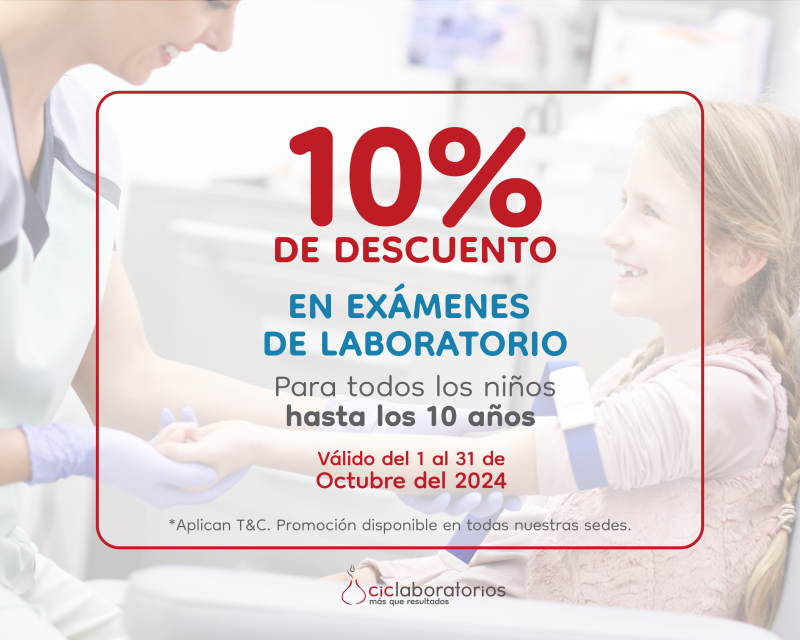 10%
DE DESCUENTO
EN EXÁMENES
DE LABORATORIO
Para todos los niños
hasta los 10 años
Válido del 1 al 31 de
Octubre del 2024
*Aplican T&C. Promoción disponible en todas nuestras sedes.
ciclaboratorios
más que resultados